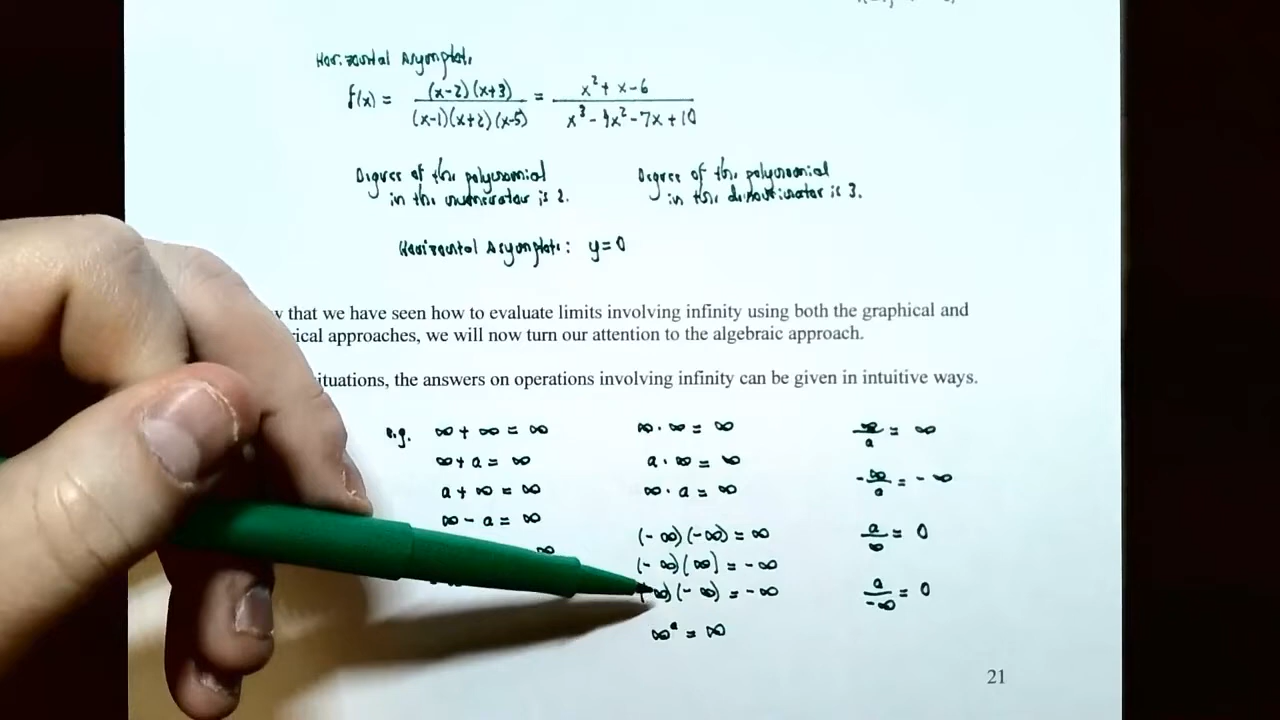 Horizontal Asymptote
f(x) = (x-2)(x+3) / (x-1)(x+2)(x-5) = x² + x - 6 / x³ - 4x² - 7x + 10
Degree of the polynomial
in the numerator is 2.
Degree of the polynomial
in the denominator is 3.
Horizontal Asymptote: y=0
that we have seen how to evaluate limits involving infinity using both the graphical and
ical approaches, we will now turn our attention to the algebraic approach.
ituations, the answers on operations involving infinity can be given in intuitive ways.
e.g. ∞ + ∞ = ∞
∞ + a = ∞
a + ∞ = ∞
∞ - a = ∞
∞
∞ · ∞ = ∞
a · ∞ = ∞
∞ · a = ∞
(- ∞)(-∞) = ∞
(- ∞)(∞) = - ∞
∞)(- ∞) = - ∞
∞ᵃ = ∞
∞/a = ∞
-∞/a = - ∞
a/∞ = 0
a/-∞ = 0
21